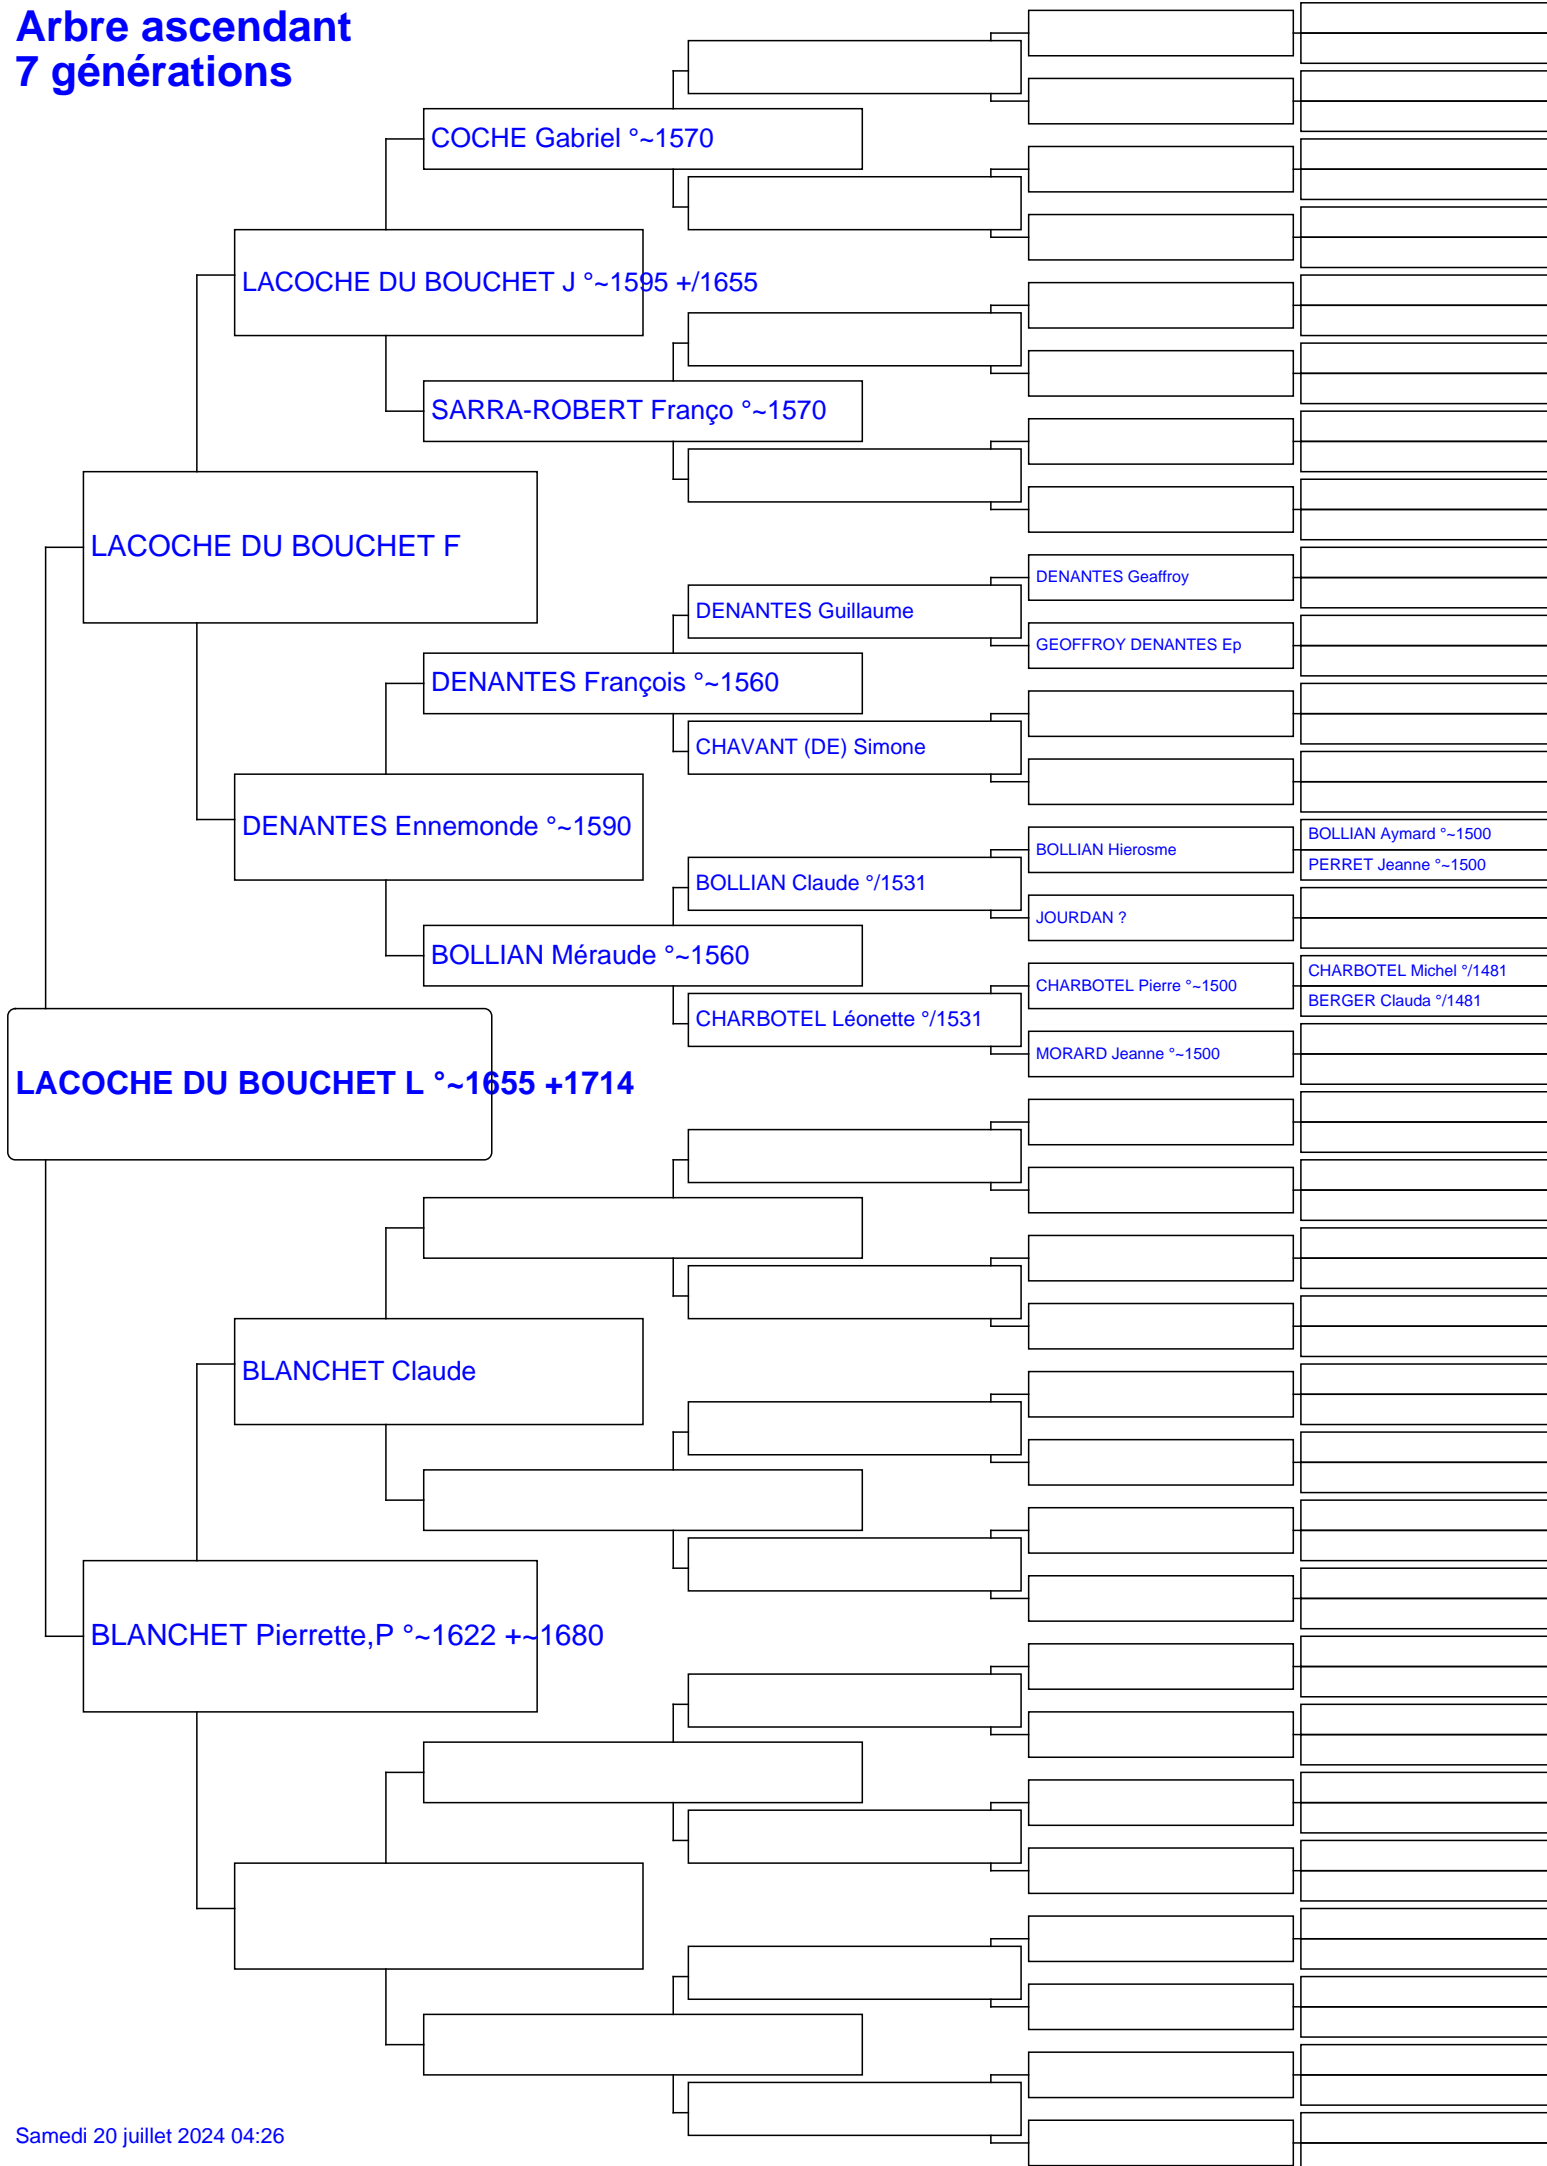 Arbre ascendant
7 générations
COCHE Gabriel °~1570
LACOCHE DU BOUCHET J °~1595 +/1655
SARRA-ROBERT Franço °~1570
LACOCHE DU BOUCHET F
DENANTES Geaffroy
DENANTES Guillaume
GEOFFROY DENANTES Ep
DENANTES François °~1560
CHAVANT (DE) Simone
DENANTES Ennemonde °~1590
BOLLIAN Aymard °~1500
BOLLIAN Hierosme
PERRET Jeanne °~1500
BOLLIAN Claude °/1531
JOURDAN ?
BOLLIAN Méraude °~1560
CHARBOTEL Michel °/1481
CHARBOTEL Pierre °~1500
BERGER Clauda °/1481
CHARBOTEL Léonette °/1531
MORARD Jeanne °~1500
LACOCHE DU BOUCHET L °~1655 +1714
BLANCHET Claude
BLANCHET Pierrette,P °~1622 +~1680
Samedi 20 juillet 2024 04:26